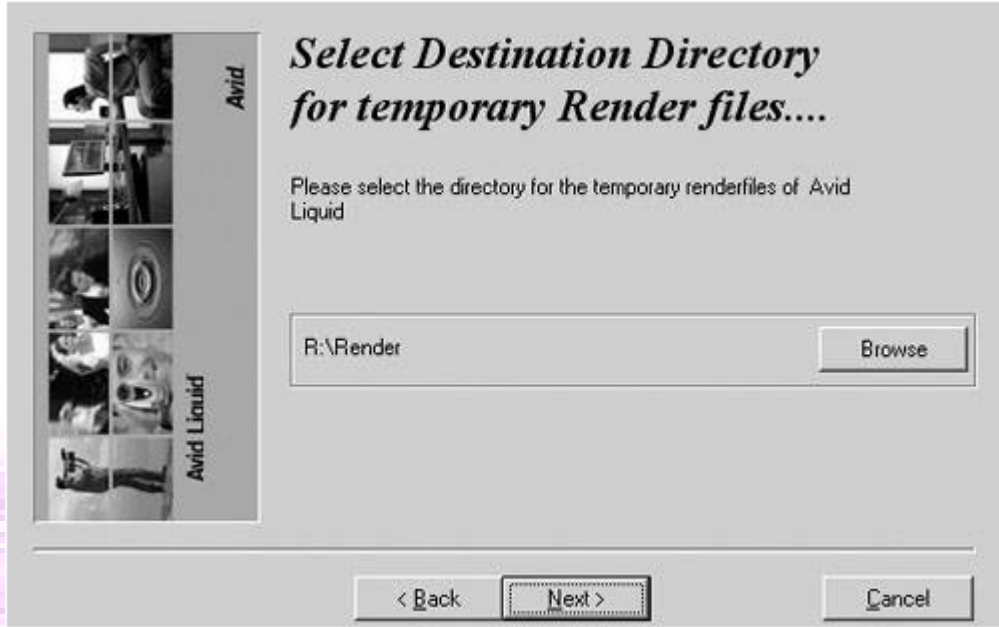 Avid
Avid Liquid
Select Destination Directory
for temporary Render files....
Please select the directory for the temporary renderfiles of Avid
Liquid
R:\Render
Browse
< Back
Next >
Cancel